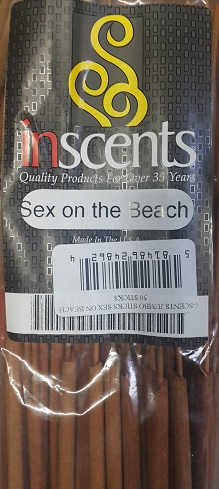 inscents
Quality Products For Over 35 Years
Sex on the Beach
Made In The U.S.A.
I-SCENTS JUMBO STICKS SEX ON BEACH
50 STICKS